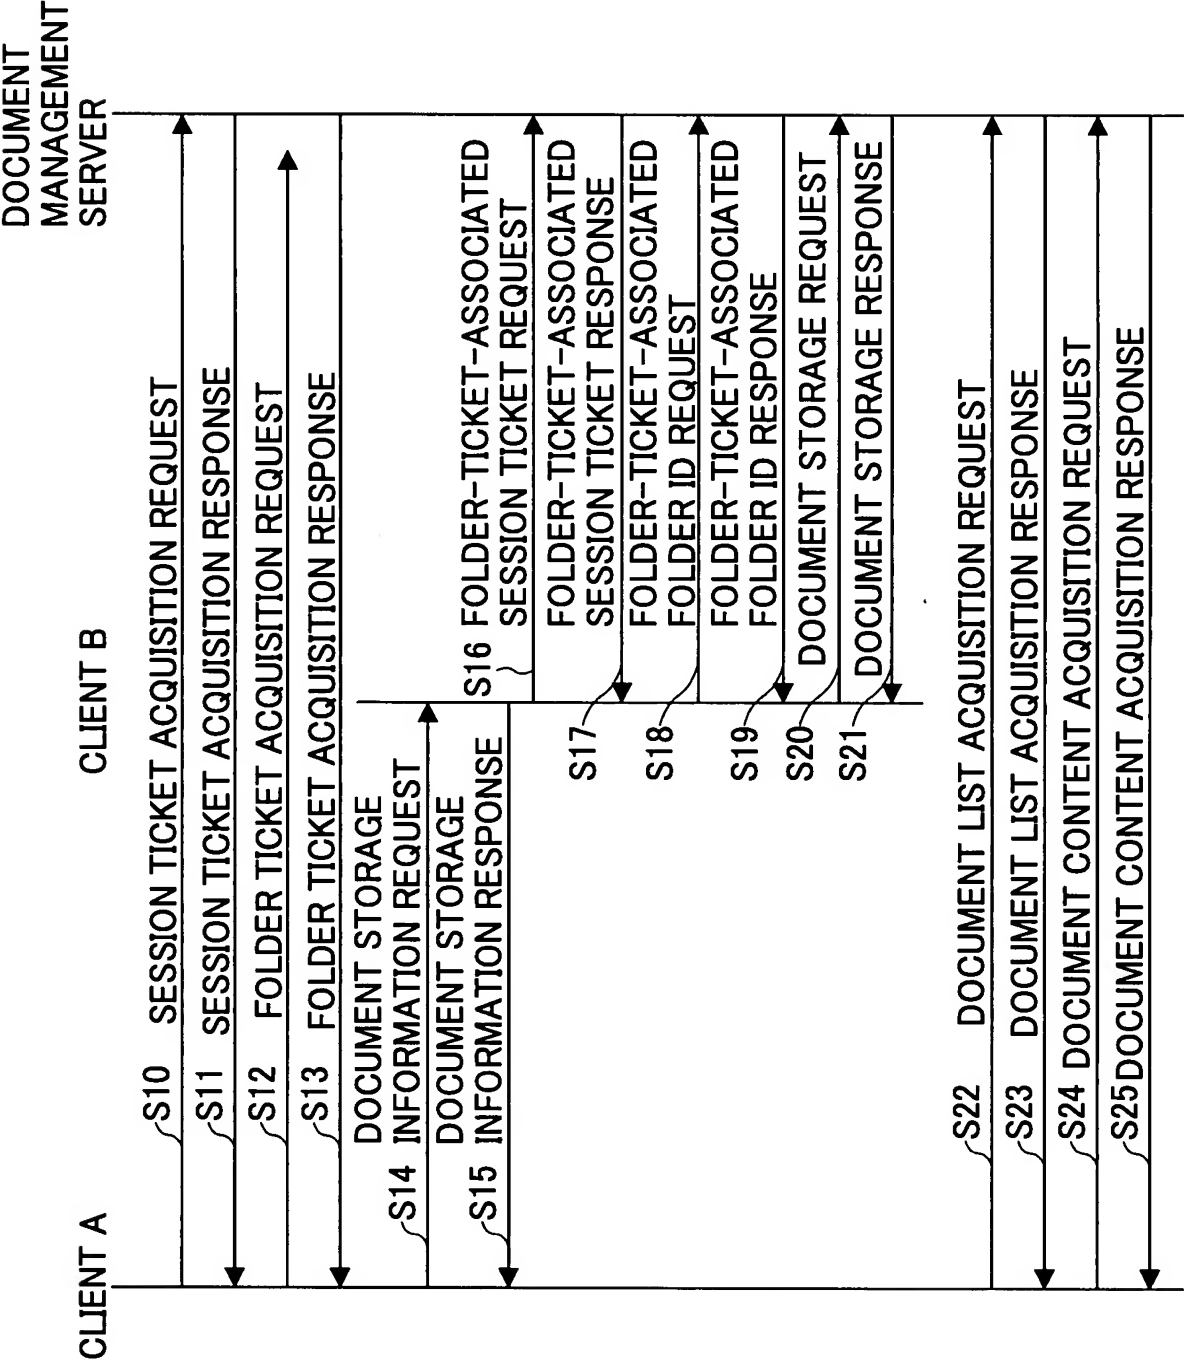 CLIENT A
CLIENT B
DOCUMENT
MANAGEMENT
SERVER
S10
SESSION TICKET ACQUISITION REQUEST
S11
SESSION TICKET ACQUISITION RESPONSE
S12
FOLDER TICKET ACQUISITION REQUEST
S13
FOLDER TICKET ACQUISITION RESPONSE
DOCUMENT STORAGE
S14 INFORMATION REQUEST
DOCUMENT STORAGE
S15 INFORMATION RESPONSE
S16 FOLDER-TICKET-ASSOCIATED
SESSION TICKET REQUEST
FOLDER-TICKET-ASSOCIATED
SESSION TICKET RESPONSE
S17
FOLDER-TICKET-ASSOCIATED
FOLDER ID REQUEST
S18
FOLDER-TICKET-ASSOCIATED
FOLDER ID RESPONSE
S19
DOCUMENT STORAGE REQUEST
S20
DOCUMENT STORAGE RESPONSE
S21
S22
DOCUMENT LIST ACQUISITION REQUEST
S23
DOCUMENT LIST ACQUISITION RESPONSE
S24 DOCUMENT CONTENT ACQUISITION REQUEST
S25 DOCUMENT CONTENT ACQUISITION RESPONSE